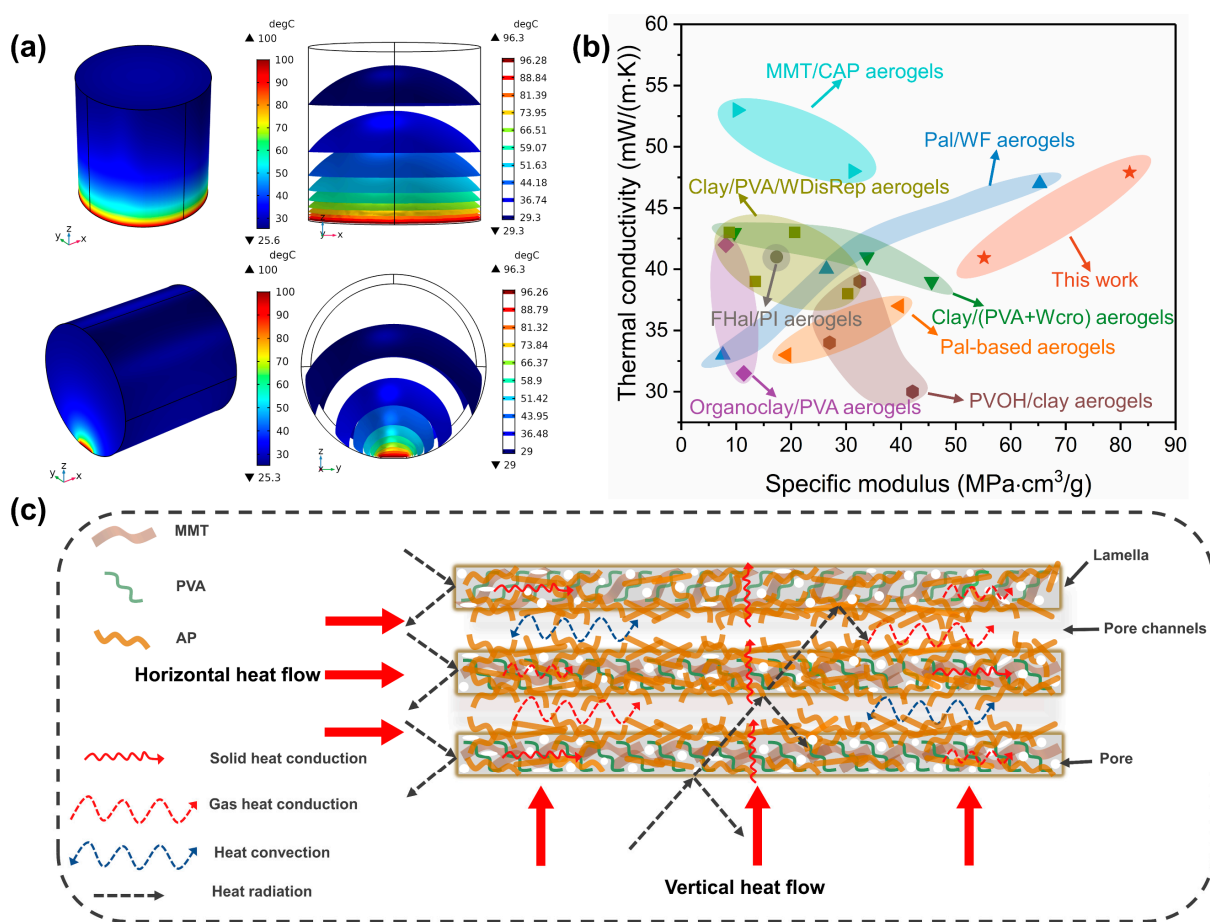 (a)
degC
▲ 100
100
90
80
70
60
50
40
30
▼ 25.6
z
y
x
degC
▲ 96.3
96.28
88.84
81.39
73.95
66.51
59.07
51.63
44.18
36.74
29.3
▼ 29.3
z
y
x
degC
▲ 100
100
90
80
70
60
50
40
30
▼ 25.3
z
y
x
degC
▲ 96.3
96.26
88.79
81.32
73.84
66.37
58.9
51.42
43.95
36.48
29
▼ 29
z
x
y
(b)
Thermal conductivity (mW/(m·K))
60
55
50
45
40
35
30
MMT/CAP aerogels
Pal/WF aerogels
Clay/PVA/WDisRep aerogels
This work
FHal/PI aerogels
Clay/(PVA+Wcro) aerogels
Pal-based aerogels
Organoclay/PVA aerogels
PVOH/clay aerogels
0 10 20 30 40 50 60 70 80 90
Specific modulus (MPa·cm³/g)
(c)
MMT
PVA
AP
Horizontal heat flow
Solid heat conduction
Gas heat conduction
Heat convection
Heat radiation
Lamella
Pore channels
Pore
Vertical heat flow